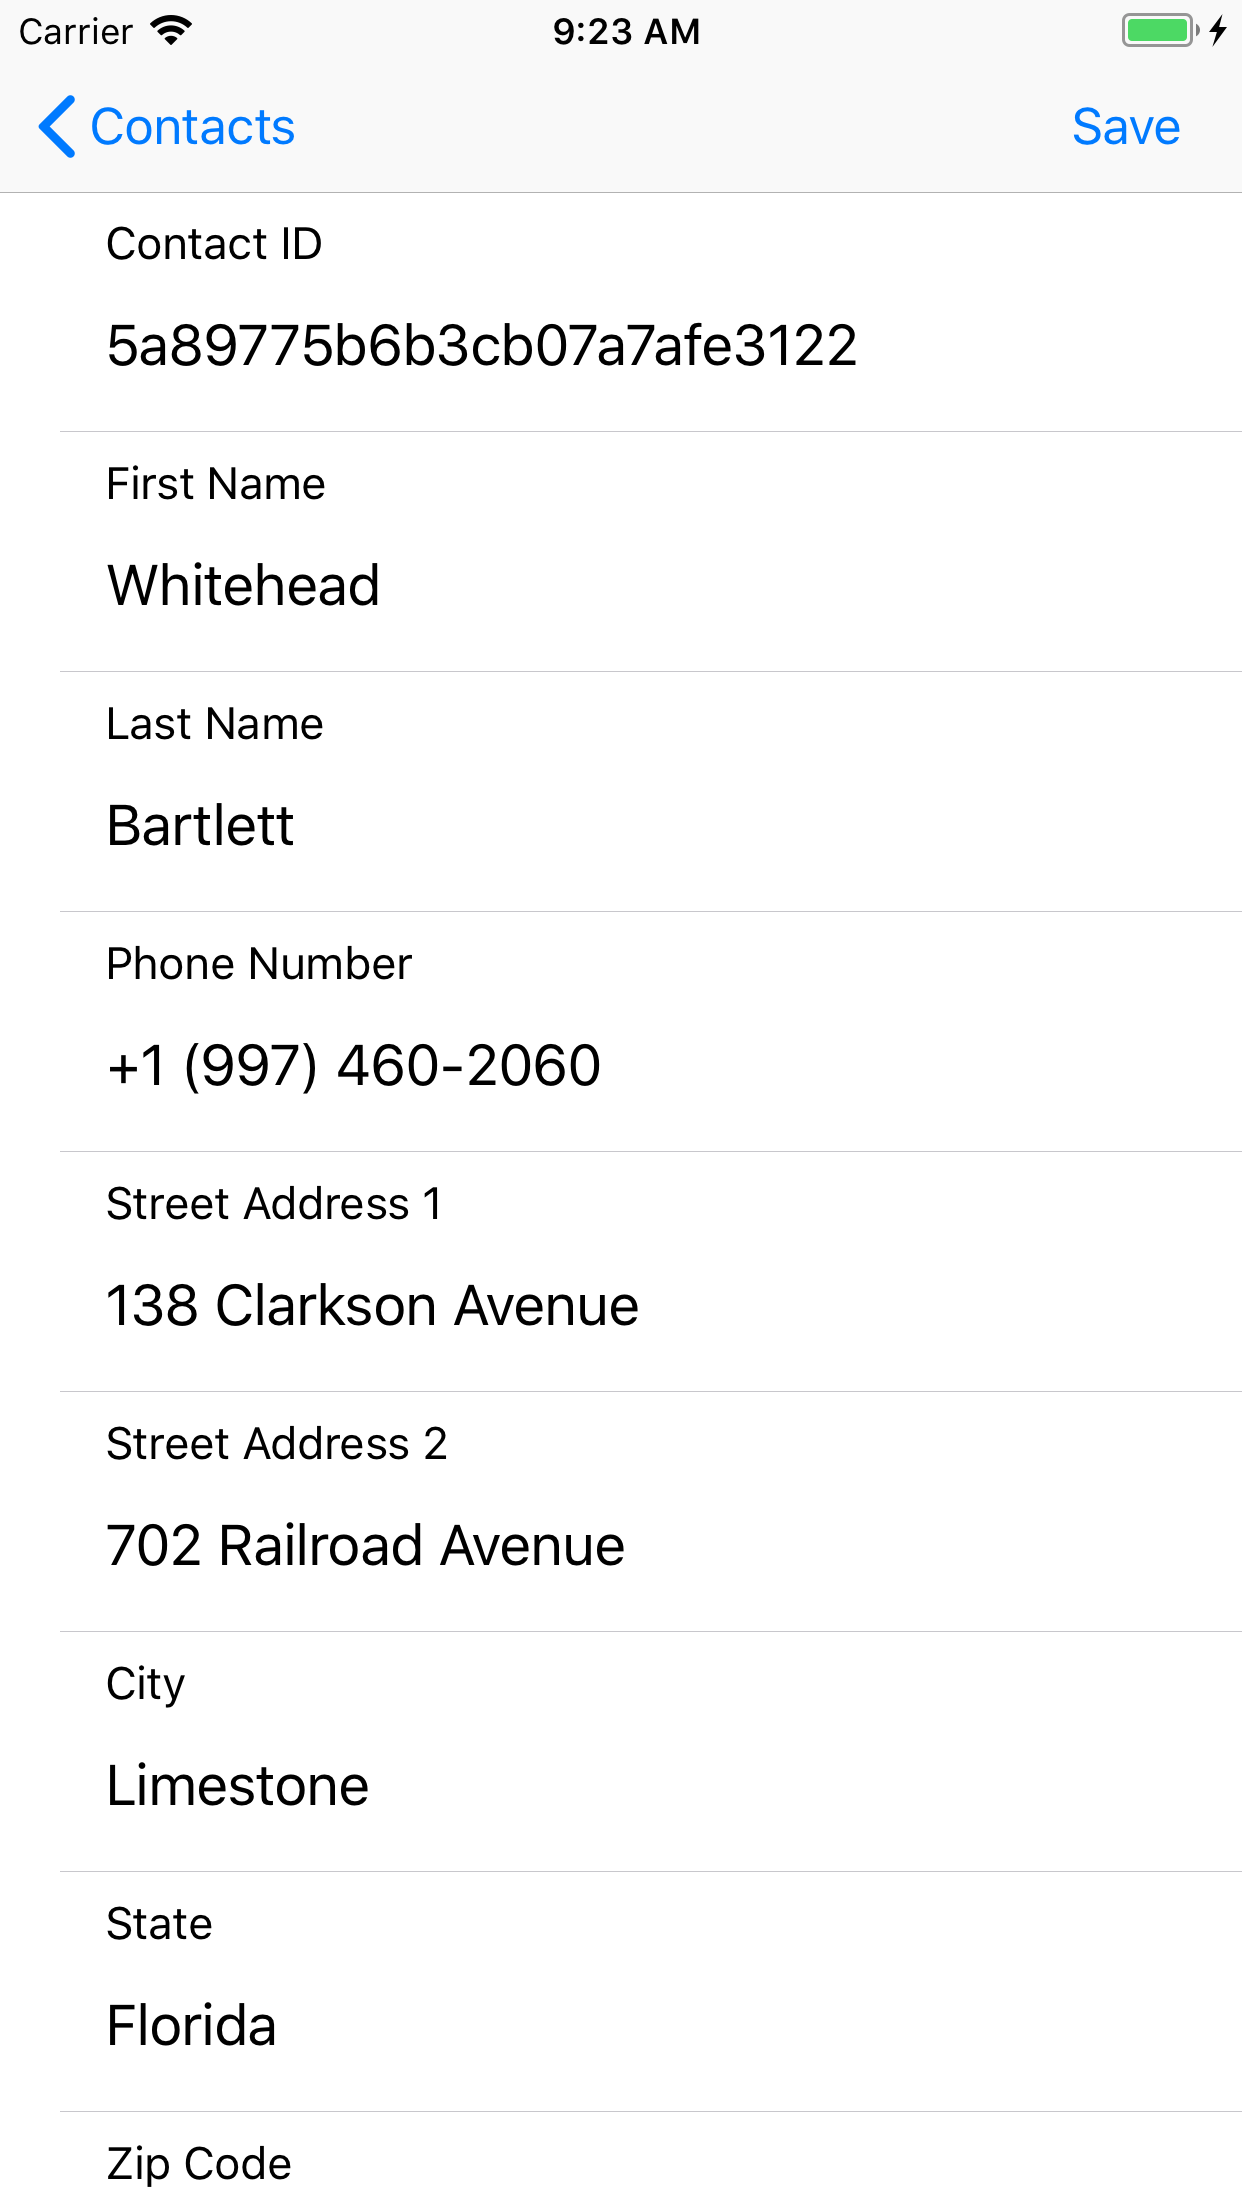 Carrier
9:23 AM
Contacts
Save
Contact ID
5a89775b6b3cb07a7afe3122
First Name
Whitehead
Last Name
Bartlett
Phone Number
+1 (997) 460-2060
Street Address 1
138 Clarkson Avenue
Street Address 2
702 Railroad Avenue
City
Limestone
State
Florida
Zip Code